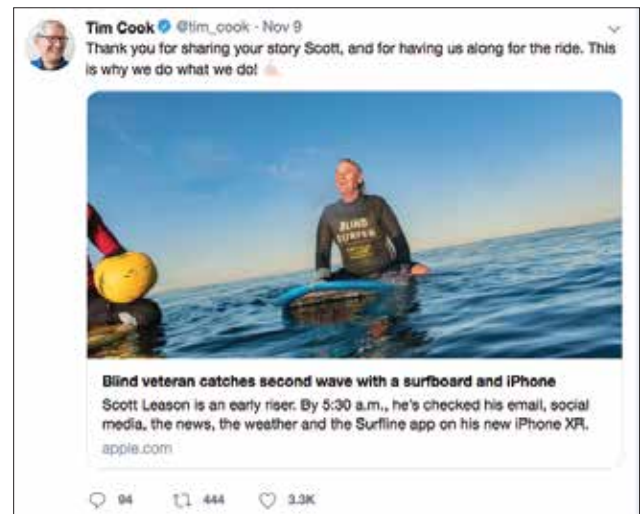 Tim Cook @tim_cook · Nov 9
Thank you for sharing your story Scott, and for having us along for the ride. This
is why we do what we do!
BLIND
SURFER
Blind veteran catches second wave with a surfboard and iPhone
Scott Leason is an early riser. By 5:30 a.m., he's checked his email, social
media, the news, the weather and the Surfline app on his new iPhone XR.
apple.com
94 444 3.3K